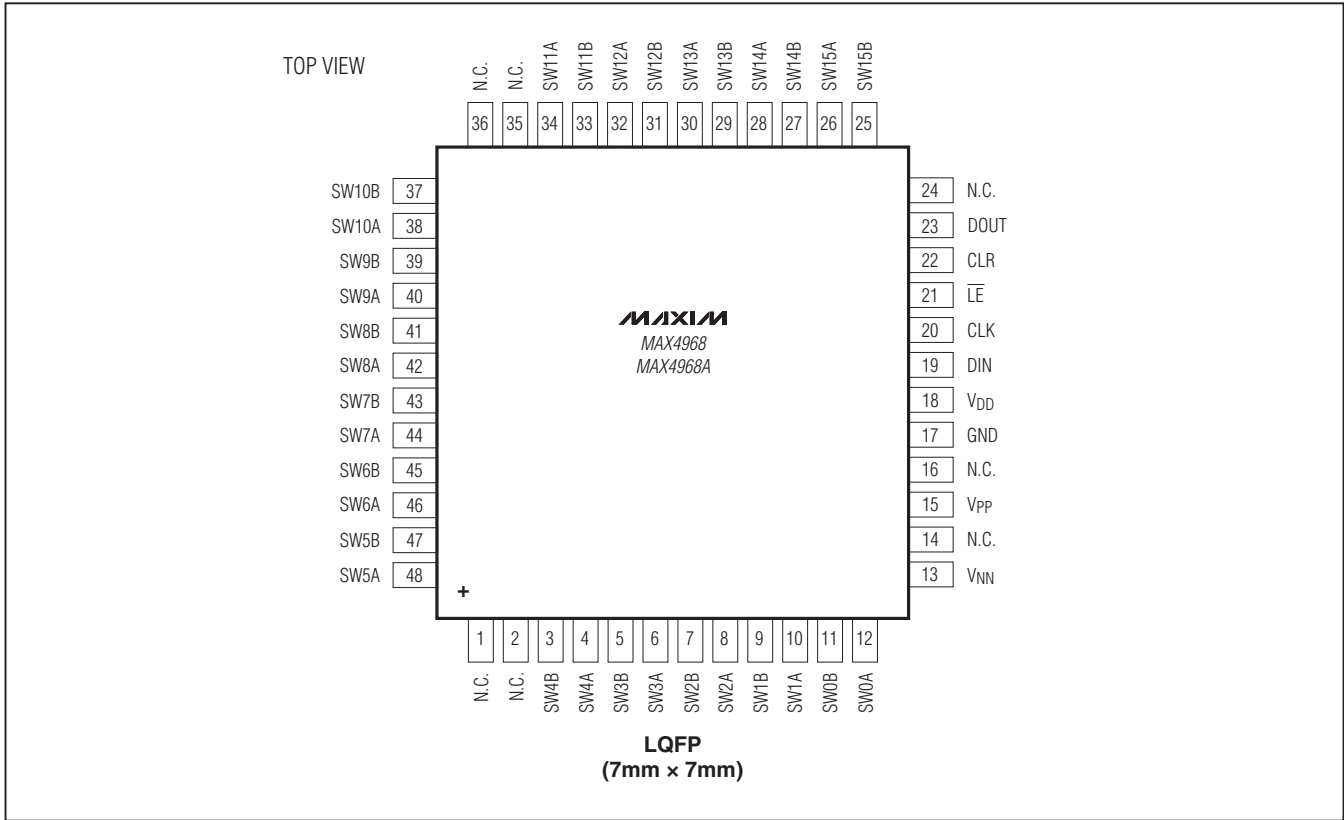 TOP VIEW
N.C.
N.C.
SW11A
SW11B
SW12A
SW12B
SW13A
SW13B
SW14A
SW14B
SW15A
SW15B
36 35 34 33 32 31 30 29 28 27 26 25
SW10B 37
SW10A 38
SW9B 39
SW9A 40
SW8B 41
SW8A 42
SW7B 43
SW7A 44
SW6B 45
SW6A 46
SW5B 47
SW5A 48
24 N.C.
23 DOUT
22 CLR
21 L̅E̅
20 CLK
19 DIN
18 VDD
17 GND
16 N.C.
15 VPP
14 N.C.
13 VNN
MAXIM
MAX4968
MAX4968A
+
1 2 3 4 5 6 7 8 9 10 11 12
N.C.
N.C.
SW4B
SW4A
SW3B
SW3A
SW2B
SW2A
SW1B
SW1A
SW0B
SW0A
LQFP
(7mm × 7mm)